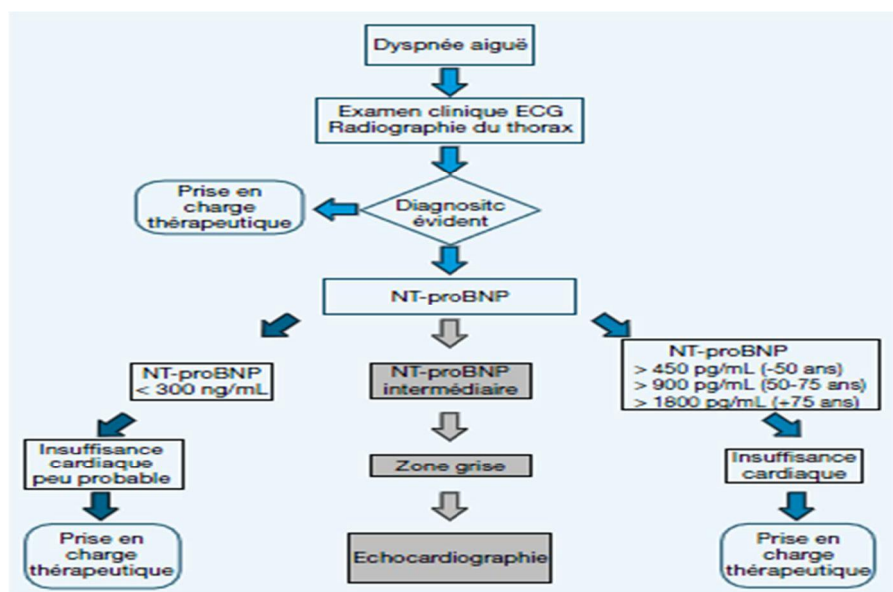 Dyspnée aiguë
Examen clinique ECG
Radiographie du thorax
Prise en
charge
thérapeutique
Diagnositc
évident
NT-proBNP
NT-proBNP
< 300 ng/mL
NT-proBNP
intermédiaire
NT-proBNP
> 450 pg/mL (-50 ans)
> 900 pg/mL (50-75 ans)
> 1800 pg/mL (+75 ans)
Insuffisance
cardiaque
peu probable
Zone grise
Insuffisance
cardiaque
Prise en
charge
thérapeutique
Echocardiographie
Prise en
charge
thérapeutique